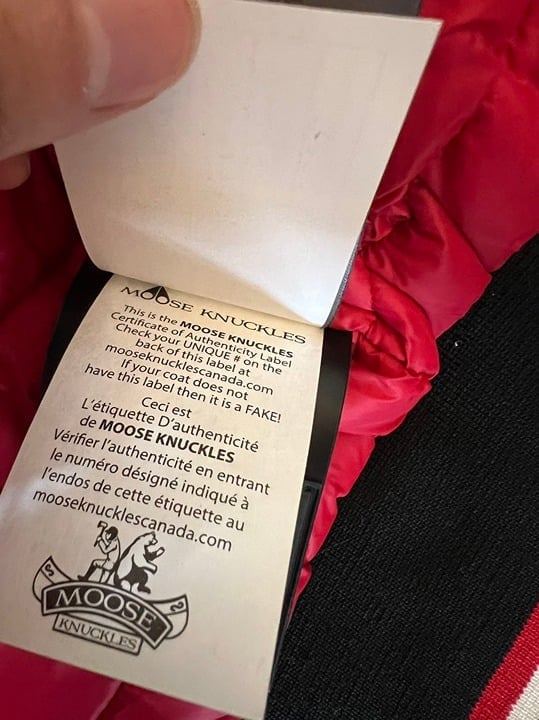 MOOSE KNUCKLES
This is the MOOSE KNUCKLES
Certificate of Authenticity Label
Check your UNIQUE # on the
back of this label at
mooseknucklescanada.com
If your coat does not
have this label then it is a FAKE!
Ceci est
L'étiquette D'authenticité
de MOOSE KNUCKLES
Vérifier l'authenticité en entrant
le numéro désigné indiqué à
l'endos de cette étiquette au
mooseknucklescanada.com
MOOSE
KNUCKLES